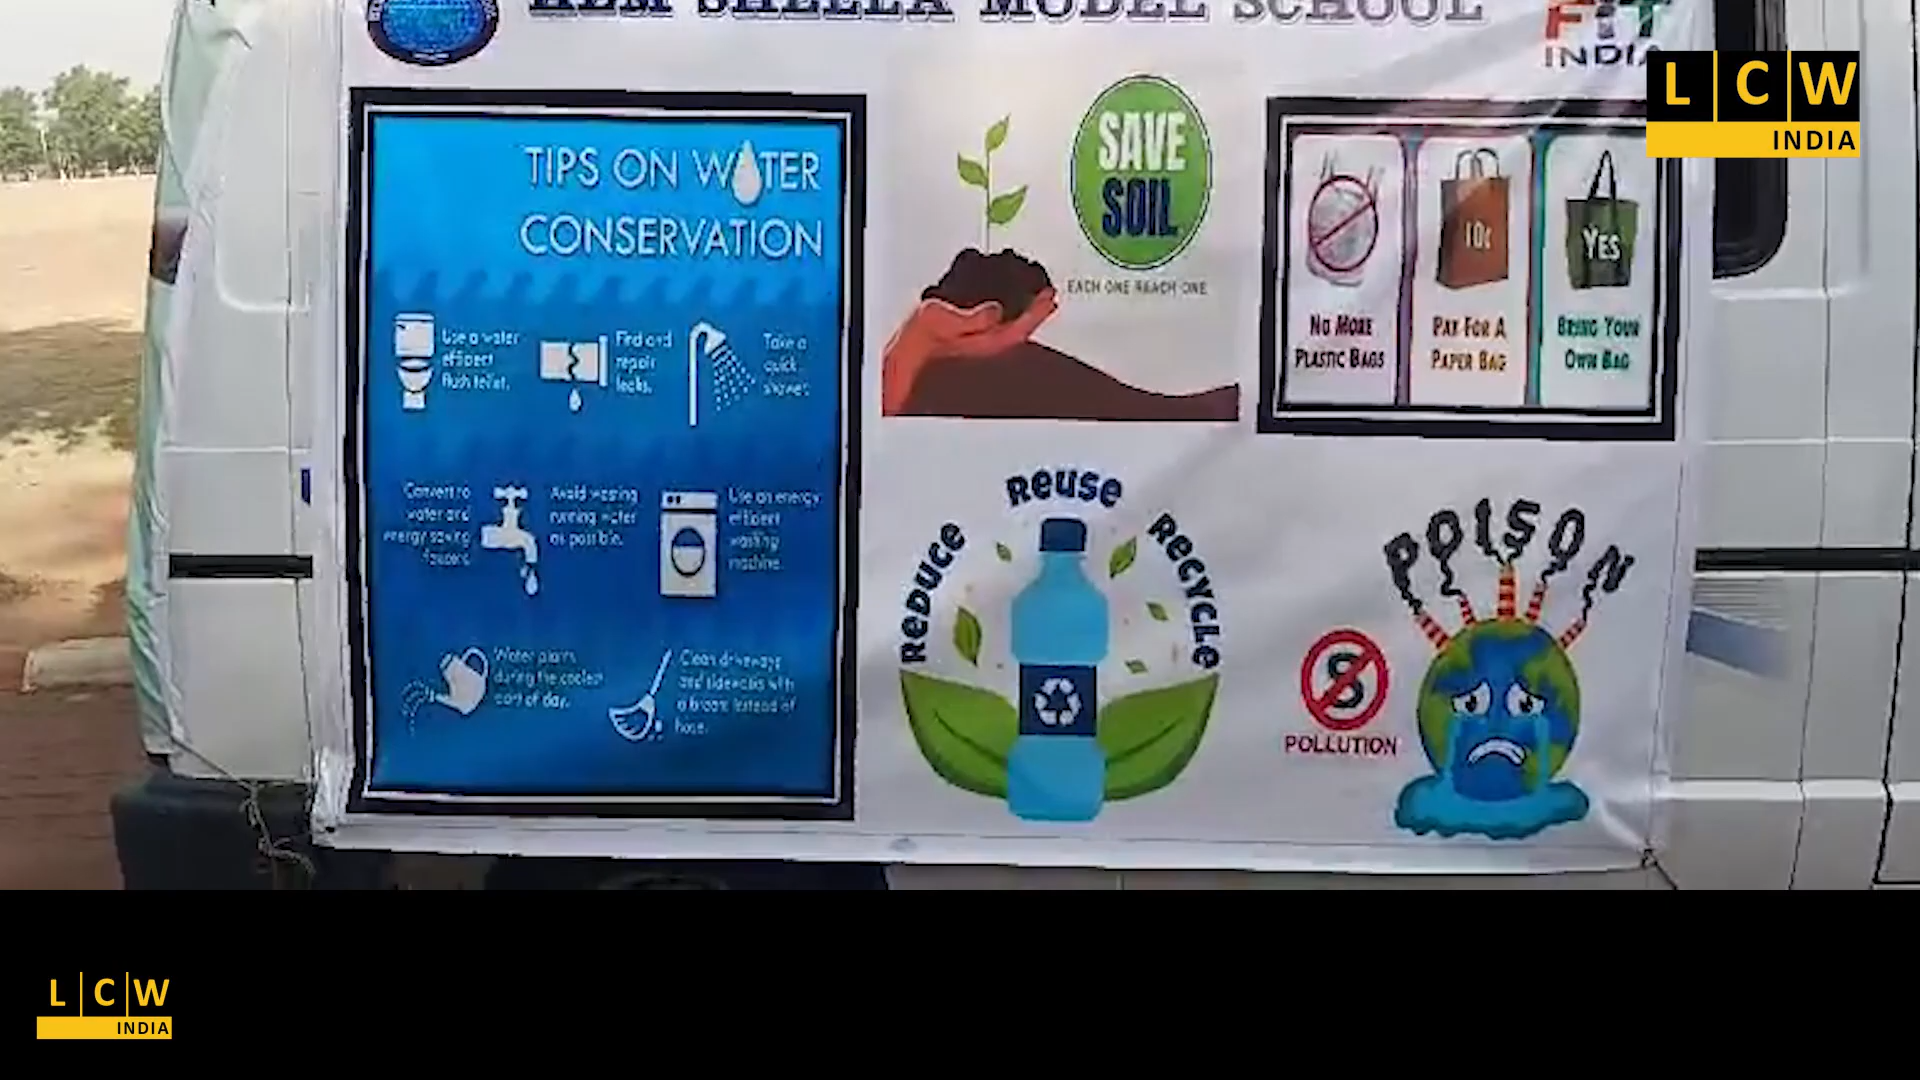 HEM SHEELA MODEL SCHOOL
FIT
INDIA
L C W
INDIA
TIPS ON WATER
CONSERVATION
Use a water
efficient
flush toilet.
Find and
repair
leaks.
Take a
quick
shower.
Convert to
water and
energy saving
faucets.
Avoid wasting
running water
as possible.
Use an energy
efficient
washing
machine.
Water plants
during the coolest
part of day.
Clean driveways
and sidewalks with
a broom instead of
hose.
SAVE
SOIL
EACH ONE REACH ONE
10¢
YES
NO MORE
PLASTIC BAGS
PAY FOR A
PAPER BAG
BRING YOUR
OWN BAG
REDUCE
REUSE
RECYCLE
POISON
POLLUTION
L C W
INDIA